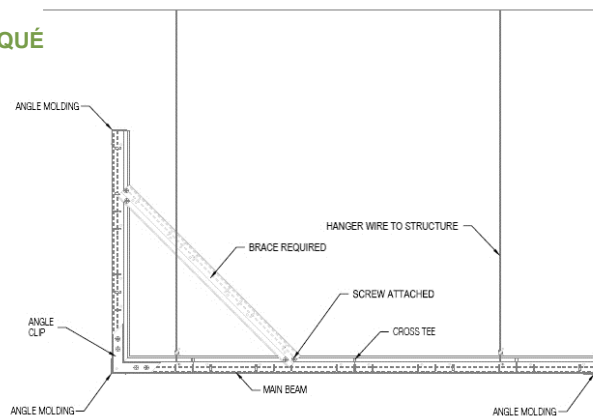 QUÉ
ANGLE MOLDING
HANGER WIRE TO STRUCTURE
BRACE REQUIRED
SCREW ATTACHED
ANGLE
CLIP
CROSS TEE
MAIN BEAM
ANGLE MOLDING
ANGLE MOLDING